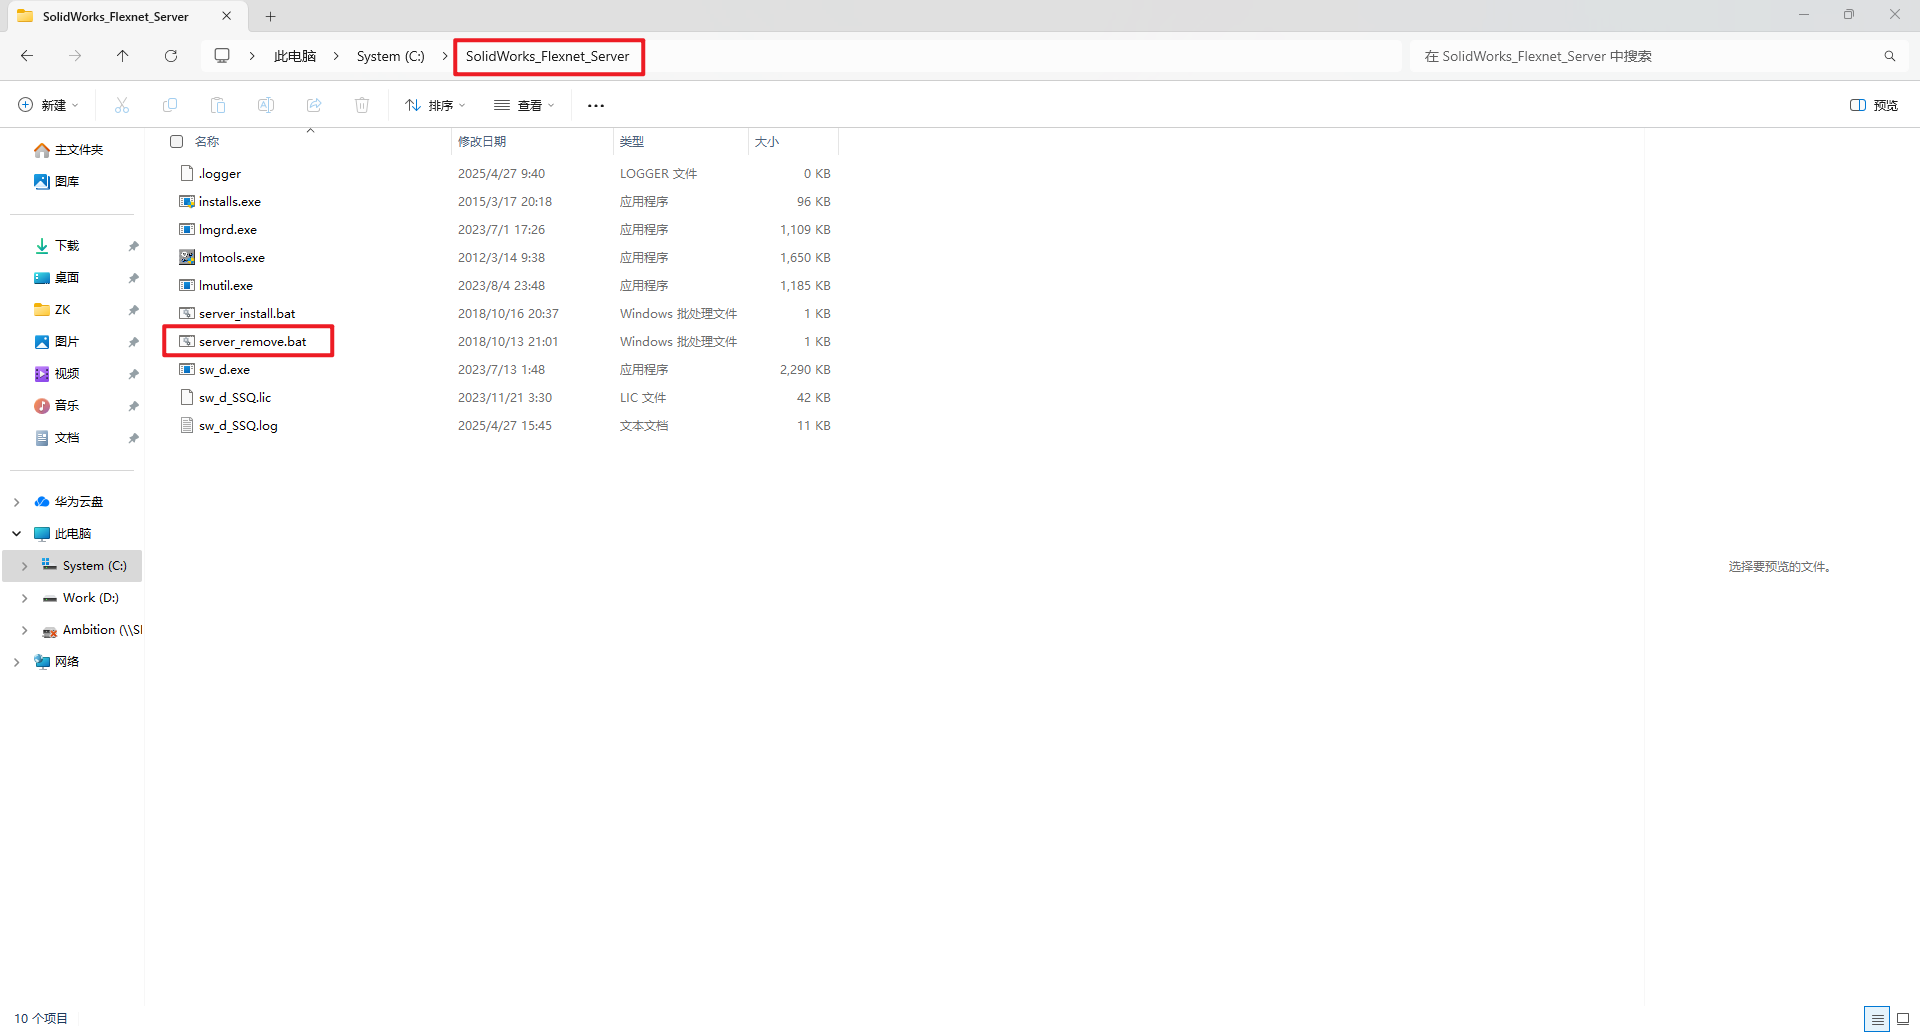 SolidWorks_Flexnet_Server
此电脑 System (C:) SolidWorks_Flexnet_Server 在 SolidWorks_Flexnet_Server 中搜索
新建 排序 查看 预览
名称 修改日期 类型 大小
.logger 2025/4/27 9:40 LOGGER 文件 0 KB
installs.exe 2015/3/17 20:18 应用程序 96 KB
lmgrd.exe 2023/7/1 17:26 应用程序 1,109 KB
lmtools.exe 2012/3/14 9:38 应用程序 1,650 KB
lmutil.exe 2023/8/4 23:48 应用程序 1,185 KB
server_install.bat 2018/10/16 20:37 Windows 批处理文件 1 KB
server_remove.bat 2018/10/13 21:01 Windows 批处理文件 1 KB
sw_d.exe 2023/7/13 1:48 应用程序 2,290 KB
sw_d_SSQ.lic 2023/11/21 3:30 LIC 文件 42 KB
sw_d_SSQ.log 2025/4/27 15:45 文本文档 11 KB
主文件夹
图库
下载
桌面
ZK
图片
视频
音乐
文档
华为云盘
此电脑
System (C:)
Work (D:)
Ambition (\\SI
网络
选择要预览的文件。
10 个项目